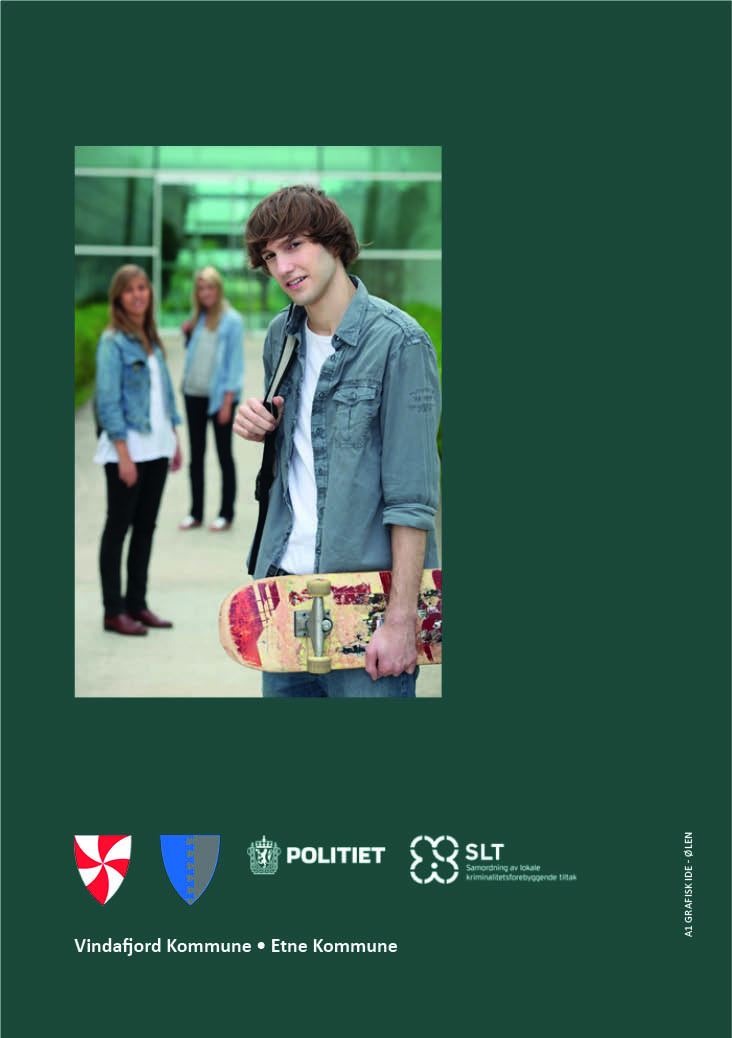 POLITIET
SLT
Samordning av lokale
kriminalitetsforebyggende tiltak
A1 GRAFISK IDE - ØLEN
Vindafjord Kommune • Etne Kommune